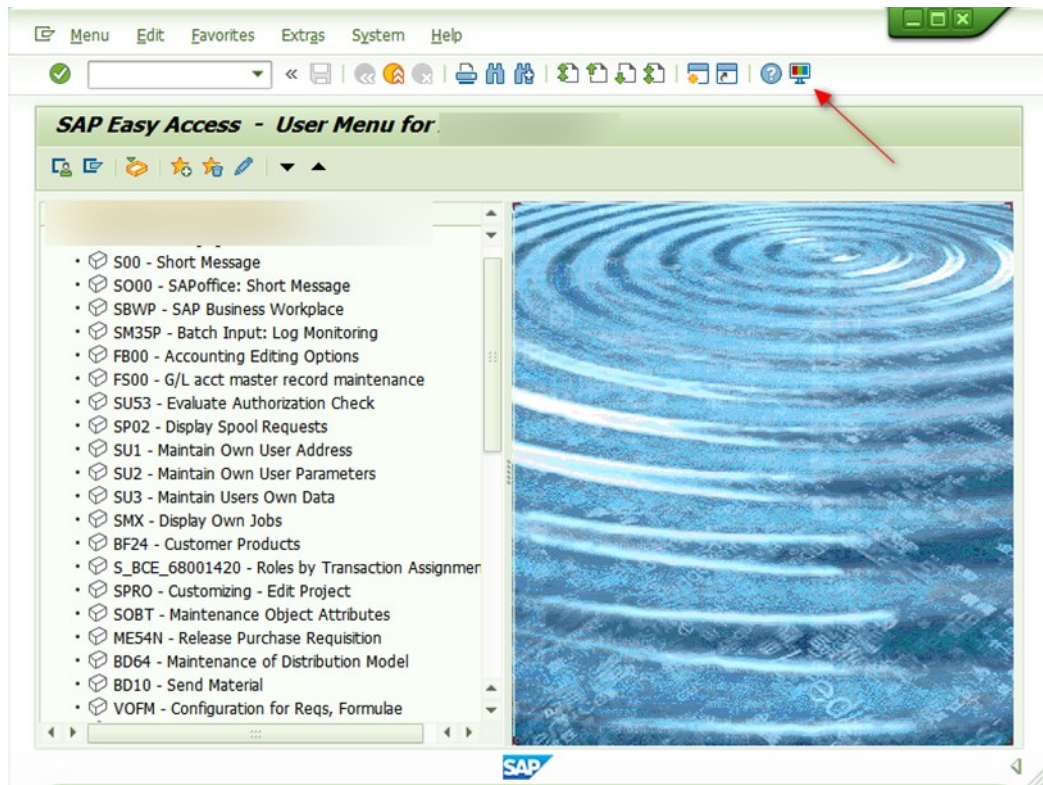 Menu Edit Favorites Extras System Help
SAP Easy Access - User Menu for
S00 - Short Message
SO00 - SAPoffice: Short Message
SBWP - SAP Business Workplace
SM35P - Batch Input: Log Monitoring
FB00 - Accounting Editing Options
FS00 - G/L acct master record maintenance
SU53 - Evaluate Authorization Check
SP02 - Display Spool Requests
SU1 - Maintain Own User Address
SU2 - Maintain Own User Parameters
SU3 - Maintain Users Own Data
SMX - Display Own Jobs
BF24 - Customer Products
S_BCE_68001420 - Roles by Transaction Assignmen
SPRO - Customizing - Edit Project
SOBT - Maintenance Object Attributes
ME54N - Release Purchase Requisition
BD64 - Maintenance of Distribution Model
BD10 - Send Material
VOFM - Configuration for Reqs, Formulae
SAP